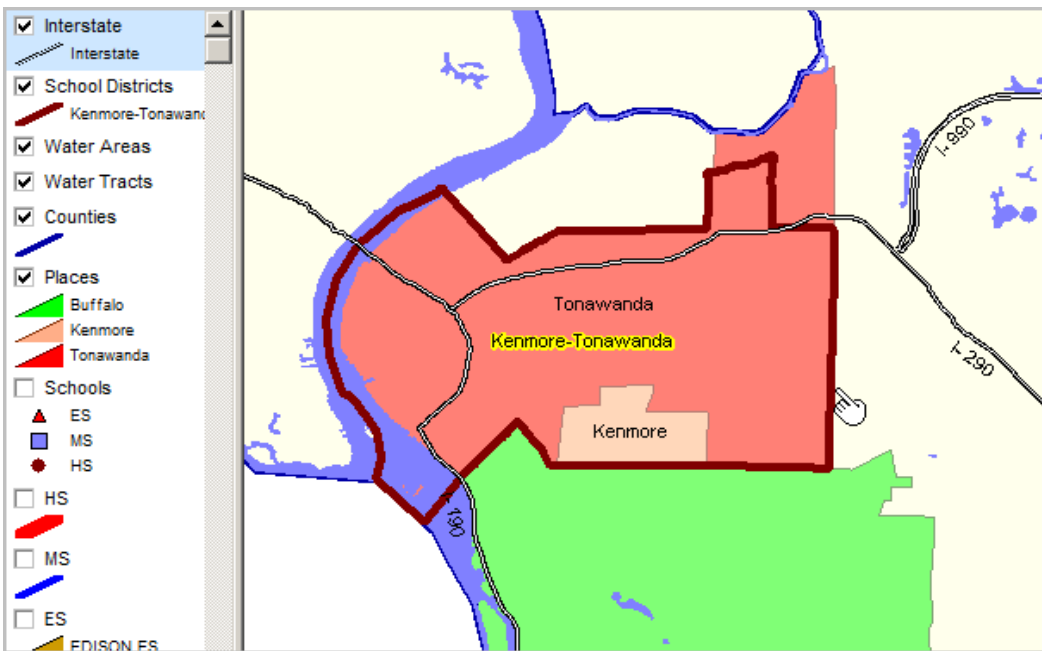 Interstate
Interstate
School Districts
Kenmore-Tonawand
Water Areas
Water Tracts
Counties
Places
Buffalo
Kenmore
Tonawanda
Schools
ES
MS
HS
HS
MS
ES
EDISON ES
I- 990
Tonawanda
Kenmore-Tonawanda
I- 290
Kenmore
I- 190